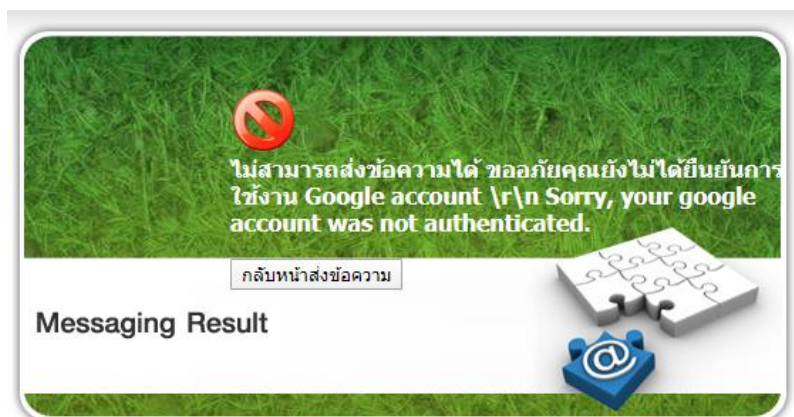 ไม่สามารถส่งข้อความได้ ขออภัยคุณยังไม่ได้ยืนยันการ
ใช้งาน Google account \r\n Sorry, your google
account was not authenticated.
กลับหน้าส่งข้อความ
Messaging Result
@